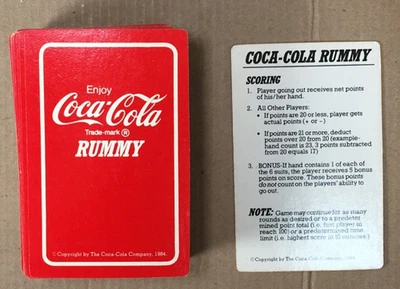 Enjoy
Coca-Cola
Trade-mark ®
RUMMY
© Copyright by The Coca-Cola Company, 1984.
COCA-COLA RUMMY
SCORING
1. Player going out receives net points
of his/her hand.
2. All Other Players:
• If points are 20 or less, player gets
actual points (+ or –)
• If points are 21 or more, deduct
points over 20 from 20 (example-
hand count is 23, 3 points subtracted
from 20 equals 17)
3. BONUS-If hand contains 1 of each of
the 6 suits, the player receives 5 bonus
points on score. These bonus points
do not count on the players' ability to
go out.
NOTE: Game may continue for as many
rounds as desired or to a predeter
mined point total (i.e. first player to
reach 100) or a predetermined time
limit (i.e. highest score in 10 minutes.)
© Copyright by The Coca-Cola Company, 1984.